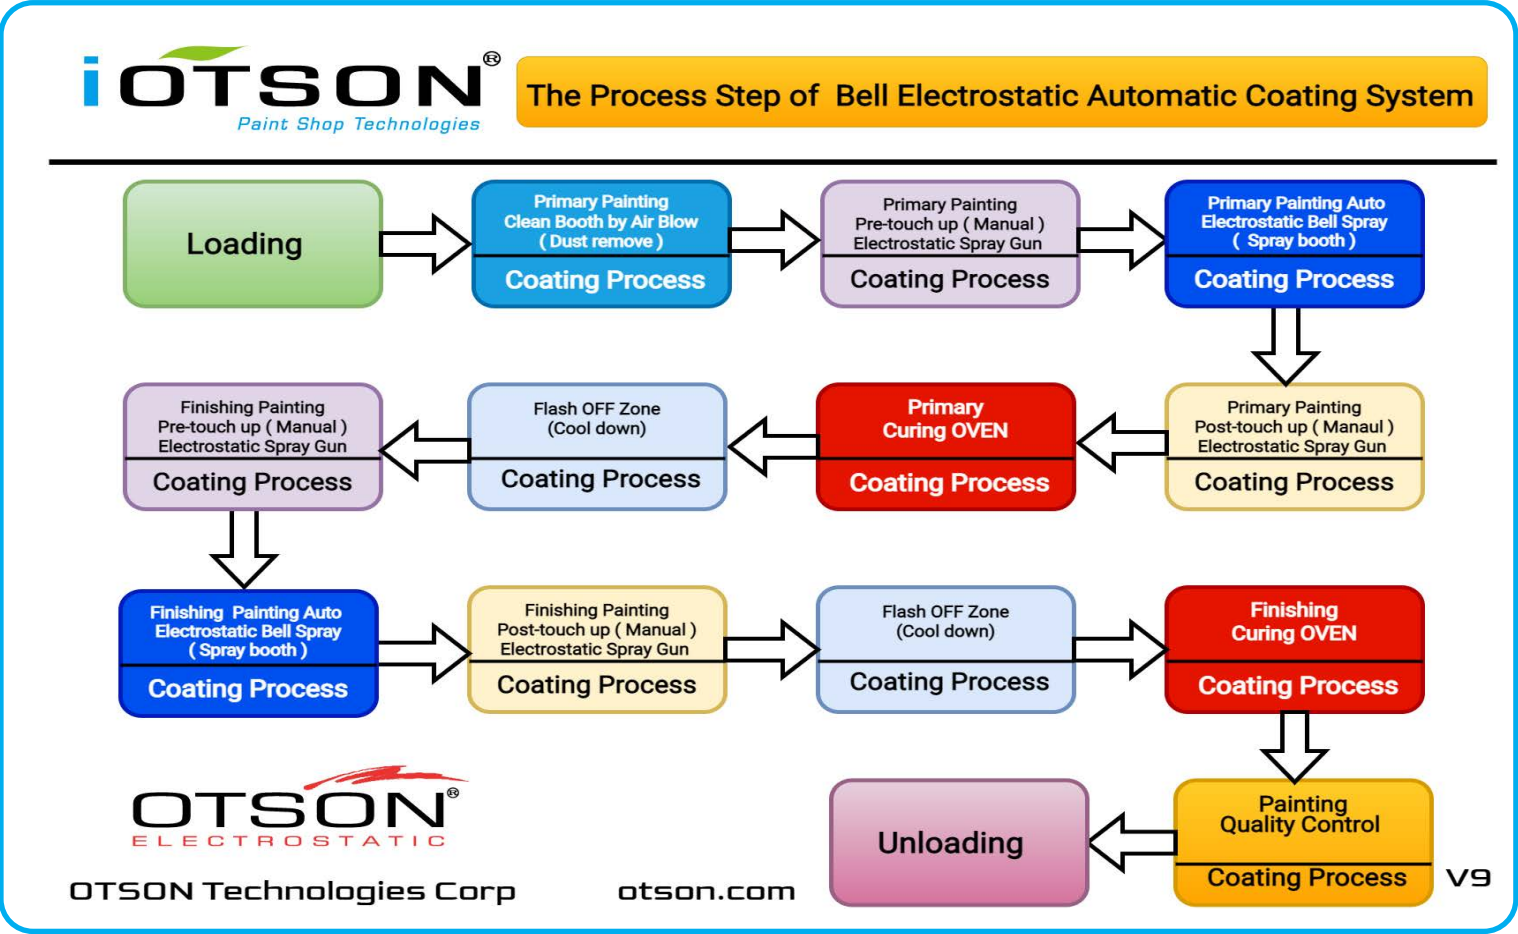 iOTSON®
Paint Shop Technologies
The Process Step of  Bell Electrostatic Automatic Coating System
Loading
Primary Painting
Clean Booth by Air Blow
( Dust remove )
Coating Process
Primary Painting
Pre-touch up ( Manual )
Electrostatic Spray Gun
Coating Process
Primary Painting Auto
Electrostatic Bell Spray
( Spray booth )
Coating Process
Finishing Painting
Pre-touch up ( Manual )
Electrostatic Spray Gun
Coating Process
Flash OFF Zone
(Cool down)
Coating Process
Primary
Curing OVEN
Coating Process
Primary Painting
Post-touch up ( Manaul )
Electrostatic Spray Gun
Coating Process
Finishing  Painting Auto
Electrostatic Bell Spray
( Spray booth )
Coating Process
Finishing Painting
Post-touch up ( Manual )
Electrostatic Spray Gun
Coating Process
Flash OFF Zone
(Cool down)
Coating Process
Finishing
Curing OVEN
Coating Process
OTSON®
ELECTROSTATIC
OTSON Technologies Corp
otson.com
Unloading
Painting
Quality Control
Coating Process
V9